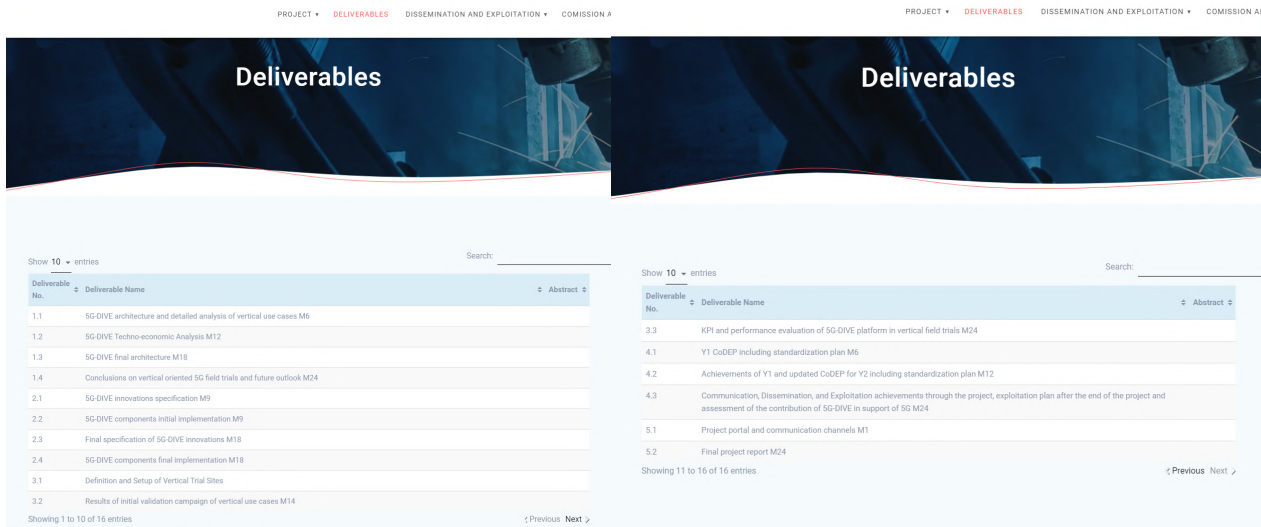 PROJECT ▾ DELIVERABLES DISSEMINATION AND EXPLOITATION ▾ COMISSION A
Deliverables
Show 10 entries
Search:
Deliverable No. Deliverable Name Abstract
1.1 5G-DIVE architecture and detailed analysis of vertical use cases M6
1.2 5G-DIVE Techno-economic Analysis M12
1.3 5G-DIVE final architecture M18
1.4 Conclusions on vertical oriented 5G field trials and future outlook M24
2.1 5G-DIVE innovations specification M9
2.2 5G-DIVE components initial implementation M9
2.3 Final specification of 5G-DIVE innovations M18
2.4 5G-DIVE components final implementation M18
3.1 Definition and Setup of Vertical Trial Sites
3.2 Results of initial validation campaign of vertical use cases M14
Showing 1 to 10 of 16 entries
Previous Next
PROJECT ▾ DELIVERABLES DISSEMINATION AND EXPLOITATION ▾ COMISSION A
Deliverables
Show 10 entries
Search:
Deliverable No. Deliverable Name Abstract
3.3 KPI and performance evaluation of 5G-DIVE platform in vertical field trials M24
4.1 Y1 CoDEP including standardization plan M6
4.2 Achievements of Y1 and updated CoDEP for Y2 including standardization plan M12
4.3 Communication, Dissemination, and Exploitation achievements through the project, exploitation plan after the end of the project and
assessment of the contribution of 5G-DIVE in support of 5G M24
5.1 Project portal and communication channels M1
5.2 Final project report M24
Showing 11 to 16 of 16 entries
Previous Next